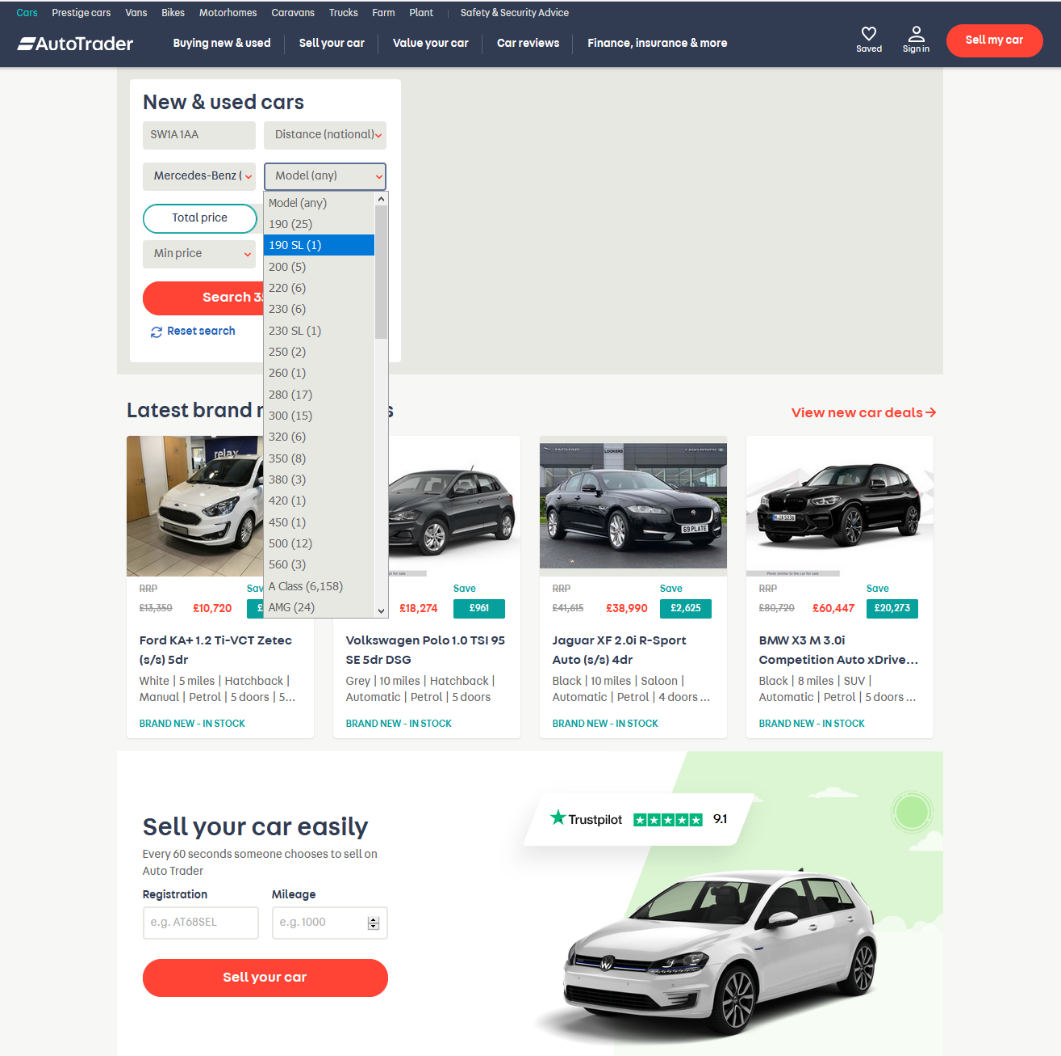 Cars Prestige cars Vans Bikes Motorhomes Caravans Trucks Farm Plant Safety & Security Advice
AutoTrader Buying new & used Sell your car Value your car Car reviews Finance, insurance & more Saved Sign in Sell my car
New & used cars
SW1A 1AA Distance (national)
Mercedes-Benz ( Model (any)
Model (any)
Total price
190 (25)
190 SL (1)
Min price
200 (5)
220 (6)
Search 3
230 (6)
Reset search
230 SL (1)
250 (2)
260 (1)
280 (17)
300 (15)
320 (6)
350 (8)
380 (3)
420 (1)
450 (1)
500 (12)
560 (3)
A Class (6,158)
AMG (24)
Latest brand s
View new car deals
relax
LOOKERS
G9 PLATE
RRP Sav
£13,350 £10,720 £
Ford KA+ 1.2 Ti-VCT Zetec
(s/s) 5dr
White | 5 miles | Hatchback |
Manual | Petrol | 5 doors | 5...
BRAND NEW - IN STOCK
Save
£18,274 £961
Volkswagen Polo 1.0 TSI 95
SE 5dr DSG
Grey | 10 miles | Hatchback |
Automatic | Petrol | 5 doors
BRAND NEW - IN STOCK
RRP Save
£41,615 £38,990 £2,625
Jaguar XF 2.0i R-Sport
Auto (s/s) 4dr
Black | 10 miles | Saloon |
Automatic | Petrol | 4 doors ...
BRAND NEW - IN STOCK
RRP Save
£80,720 £60,447 £20,273
BMW X3 M 3.0i
Competition Auto xDrive...
Black | 8 miles | SUV |
Automatic | Petrol | 5 doors ...
BRAND NEW - IN STOCK
Sell your car easily
Every 60 seconds someone chooses to sell on
Auto Trader
Registration Mileage
e.g. AT68SEL e.g. 1000
Sell your car
Trustpilot 9.1